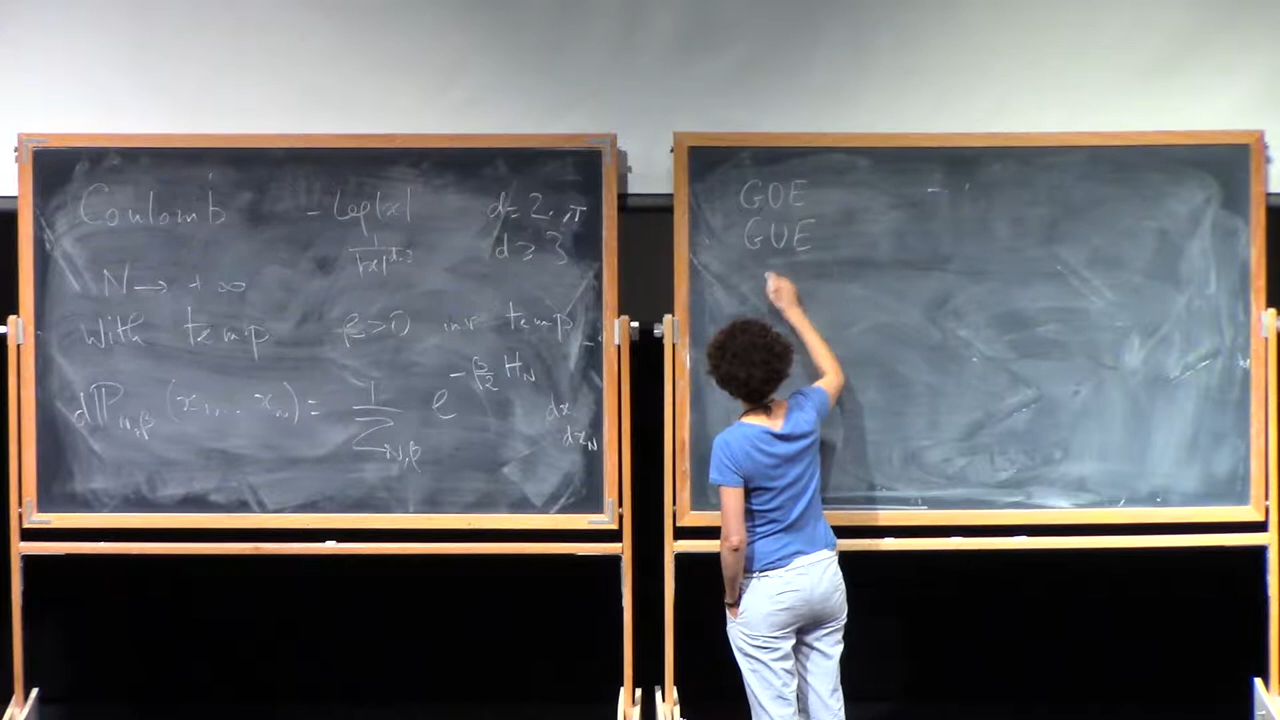 Coulomb - log|x| d=2, π
1/|x|^{d-2} d ≥ 3
N → +∞
With temp β>0 inv temp
dP_{N,β} (x_1, ... x_N) = 1/Z_{N,β} e^{-β/2 H_N} dx_1 dx_N
GOE
GUE